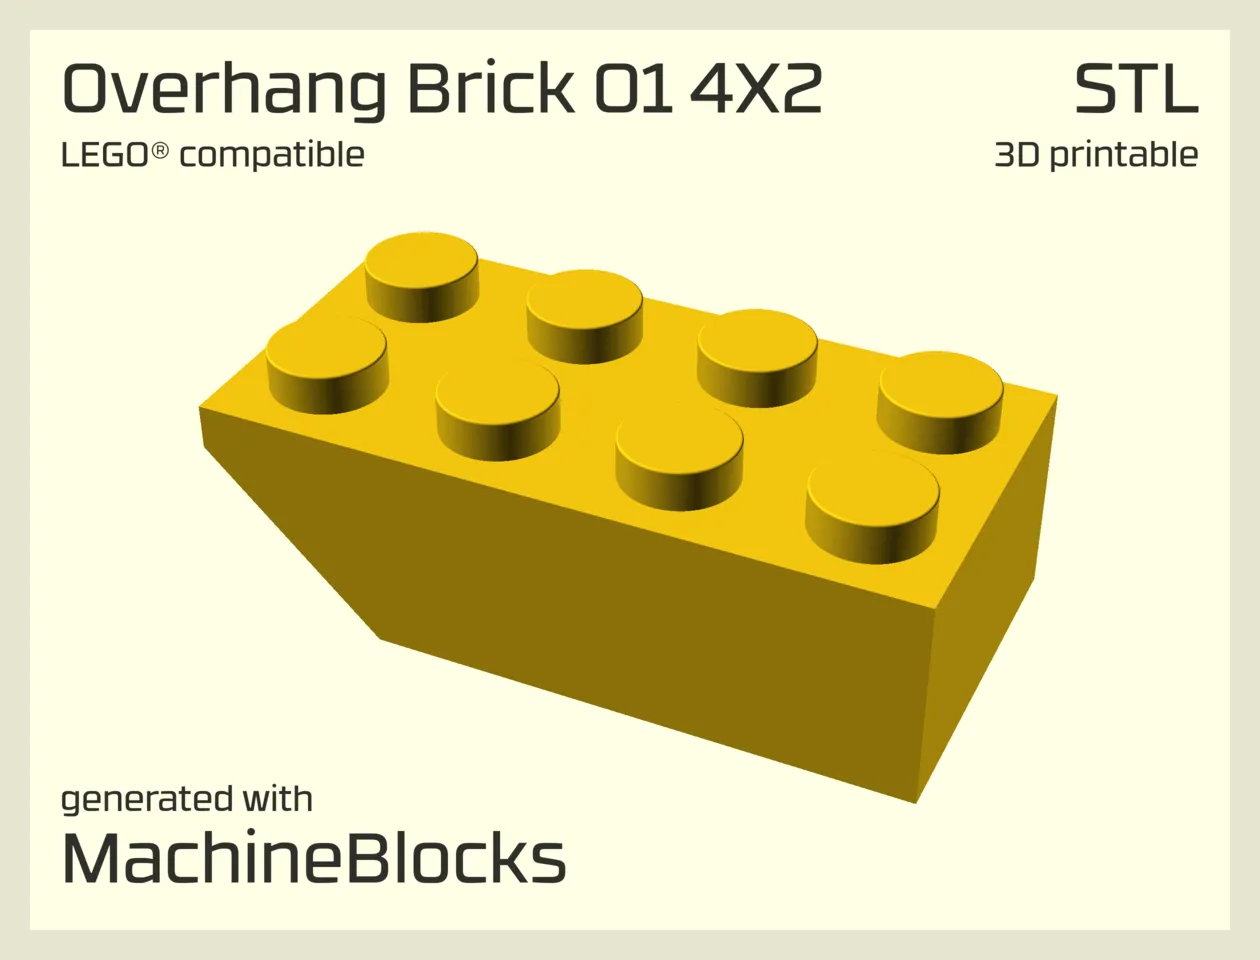 Overhang Brick 01 4X2
STL
LEGO® compatible
3D printable
generated with
MachineBlocks